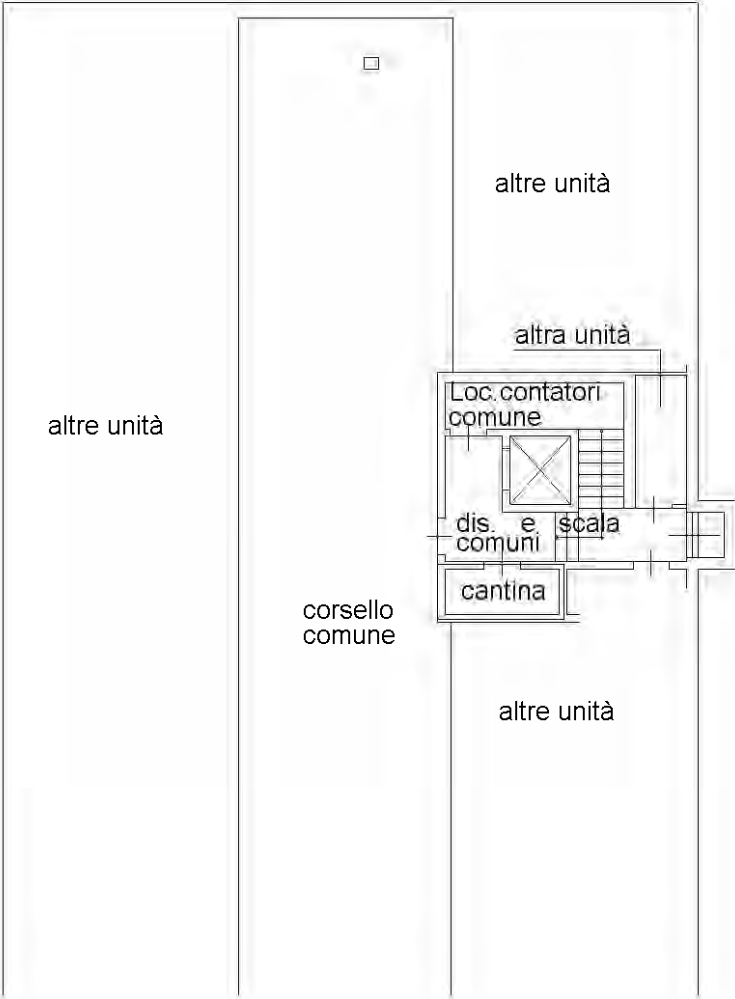 altre unità
altra unità
Loc.contatori
comune
altre unità
dis. e scala
comuni
cantina
corsello
comune
altre unità